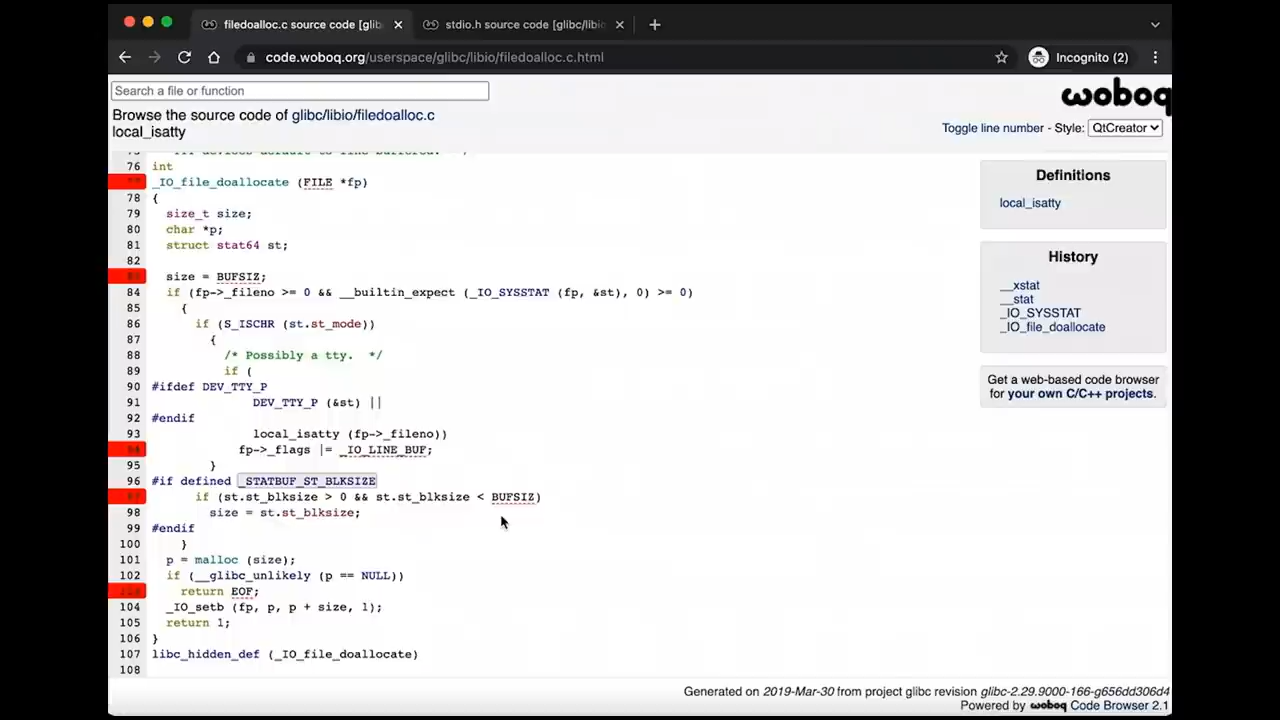 filedoalloc.c source code [glib
stdio.h source code [glibc/libio
code.woboq.org/userspace/glibc/libio/filedoalloc.c.html
Incognito (2)
Search a file or function
woboq
Browse the source code of glibc/libio/filedoalloc.c
local_isatty
Toggle line number - Style: QtCreator
76 int
_IO_file_doallocate (FILE *fp)
78 {
79 size_t size;
80 char *p;
81 struct stat64 st;
82
size = BUFSIZ;
84 if (fp->_fileno >= 0 && __builtin_expect (_IO_SYSSTAT (fp, &st), 0) >= 0)
85 {
86 if (S_ISCHR (st.st_mode))
87 {
88 /* Possibly a tty. */
89 if (
90 #ifdef DEV_TTY_P
91 DEV_TTY_P (&st) ||
92 #endif
93 local_isatty (fp->_fileno))
94 fp->_flags |= _IO_LINE_BUF;
95 }
96 #if defined _STATBUF_ST_BLKSIZE
97 if (st.st_blksize > 0 && st.st_blksize < BUFSIZ)
98 size = st.st_blksize;
99 #endif
100 }
101 p = malloc (size);
102 if (__glibc_unlikely (p == NULL))
return EOF;
104 _IO_setb (fp, p, p + size, 1);
105 return 1;
106 }
107 libc_hidden_def (_IO_file_doallocate)
108
Definitions
local_isatty
History
__xstat
__stat
_IO_SYSSTAT
_IO_file_doallocate
Get a web-based code browser
for your own C/C++ projects.
Generated on 2019-Mar-30 from project glibc revision glibc-2.29.9000-166-g656dd306d4
Powered by woboq Code Browser 2.1